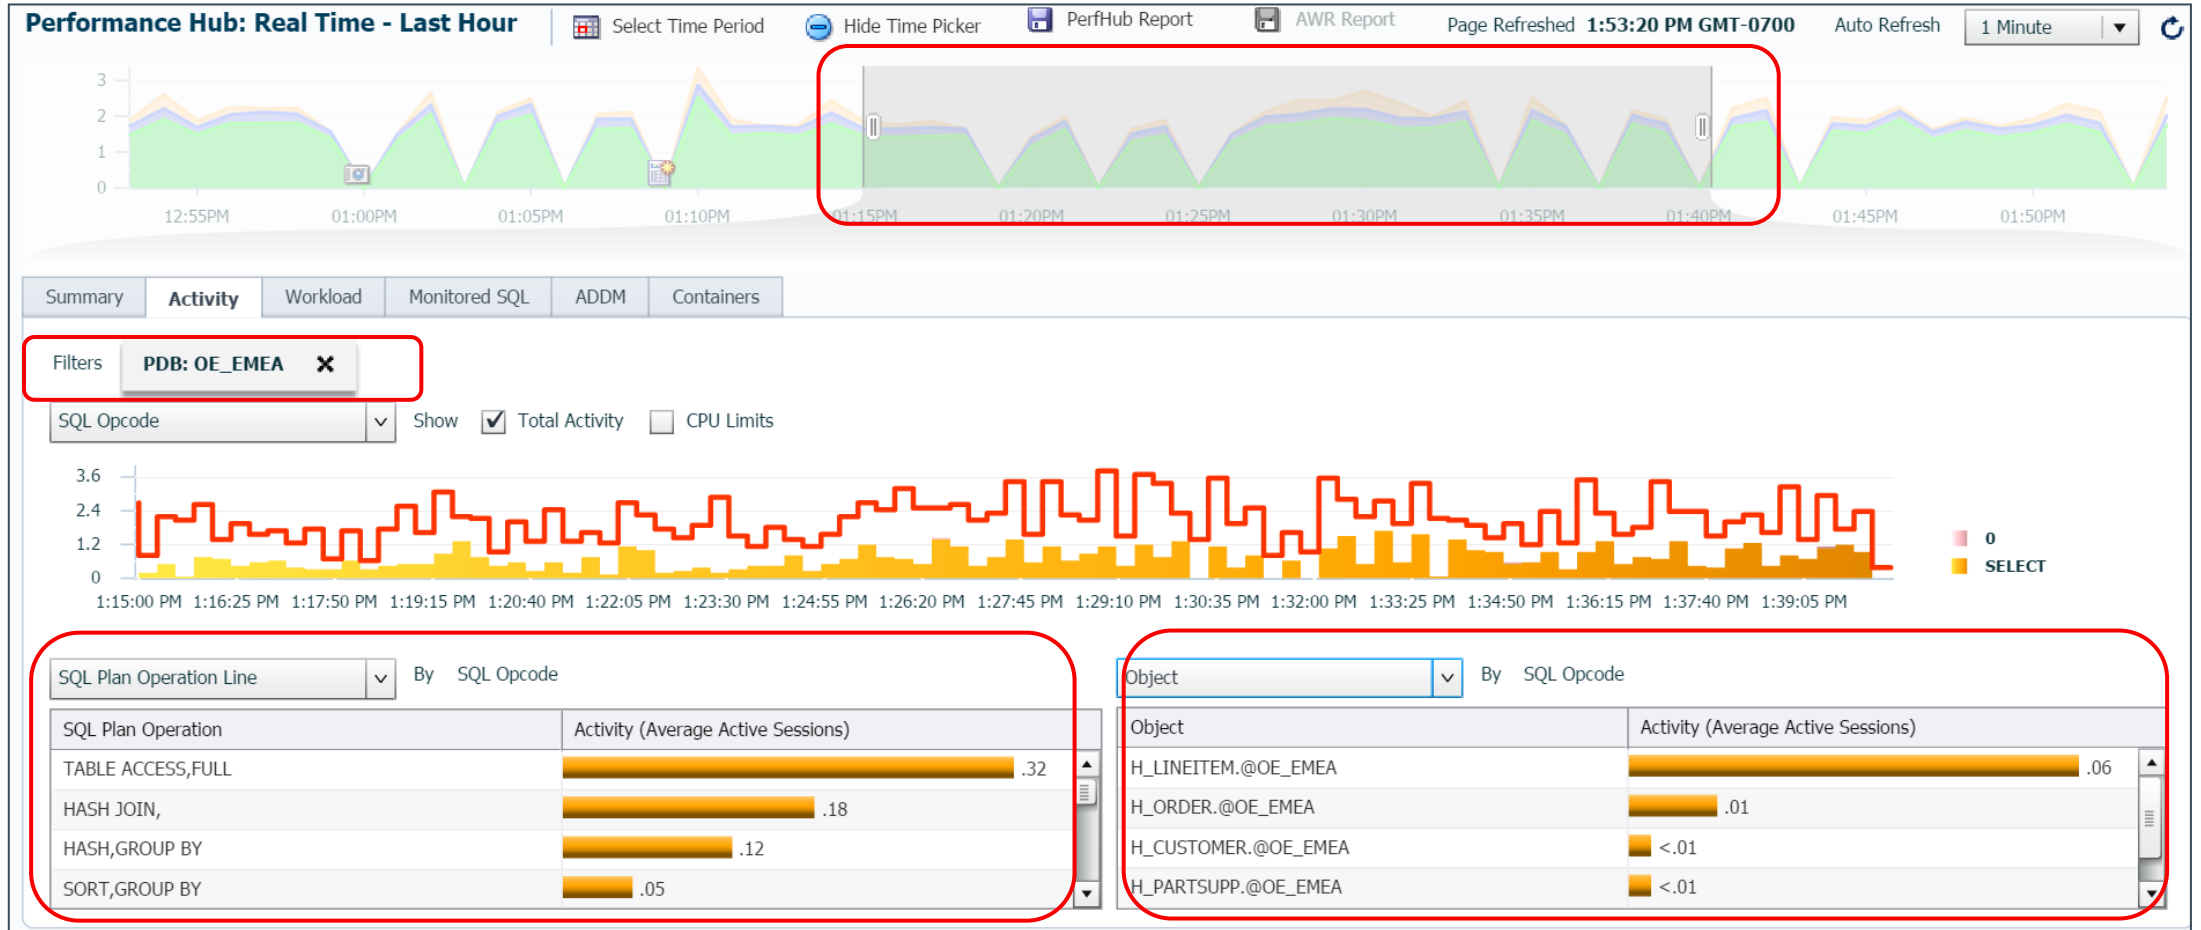 Performance Hub: Real Time - Last Hour Select Time Period Hide Time Picker PerfHub Report AWR Report Page Refreshed 1:53:20 PM GMT-0700 Auto Refresh 1 Minute
3
2
1
0
12:55PM 01:00PM 01:05PM 01:10PM 01:15PM 01:20PM 01:25PM 01:30PM 01:35PM 01:40PM 01:45PM 01:50PM
Summary Activity Workload Monitored SQL ADDM Containers
Filters PDB: OE_EMEA
SQL Opcode Show Total Activity CPU Limits
3.6
2.4
1.2
0
0
SELECT
1:15:00 PM 1:16:25 PM 1:17:50 PM 1:19:15 PM 1:20:40 PM 1:22:05 PM 1:23:30 PM 1:24:55 PM 1:26:20 PM 1:27:45 PM 1:29:10 PM 1:30:35 PM 1:32:00 PM 1:33:25 PM 1:34:50 PM 1:36:15 PM 1:37:40 PM 1:39:05 PM
SQL Plan Operation Line By SQL Opcode
SQL Plan Operation Activity (Average Active Sessions)
TABLE ACCESS,FULL .32
HASH JOIN, .18
HASH,GROUP BY .12
SORT,GROUP BY .05
Object By SQL Opcode
Object Activity (Average Active Sessions)
H_LINEITEM.@OE_EMEA .06
H_ORDER.@OE_EMEA .01
H_CUSTOMER.@OE_EMEA <.01
H_PARTSUPP.@OE_EMEA <.01